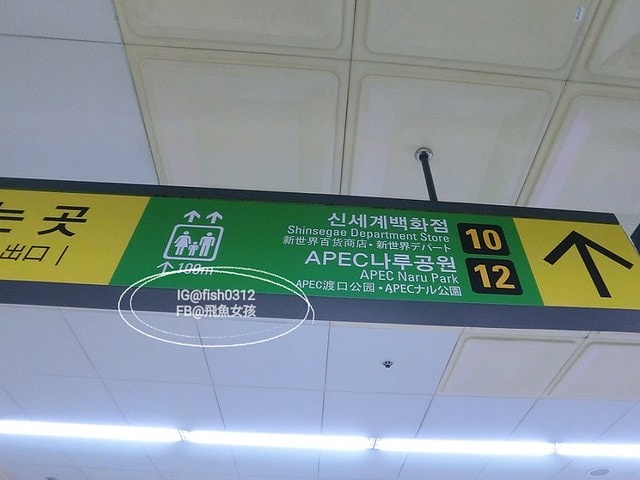 는 곳
出口 |
100m
신세계백화점
Shinsegae Department Store
新世界百货商店・新世界デパート
10
APEC나루공원
APEC Naru Park
APEC渡口公园・APECナル公園
12
IG@fish0312
FB@飛魚女孩